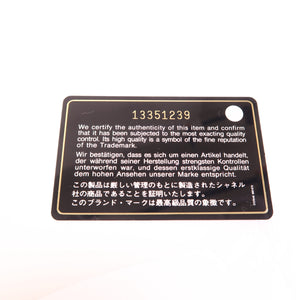 13351239
We certify the authenticity of this item and confirm
that it has been subjected to the most exacting quality
control. Its high quality is a symbol of the fine reputation
of the Trademark.
Wir bestätigen, dass es sich um einen Artikel handelt,
der während seiner Herstellung strengsten Kontrollen
unterworfen war, und dessen erstklassige Qualität
dem hohen Ansehen unserer Marke entspricht.
この製品は厳しい管理のもとに製造されたシャネル
社の商品であることを証明いたします。
このブランド・マークは最高級品質の象徴です。